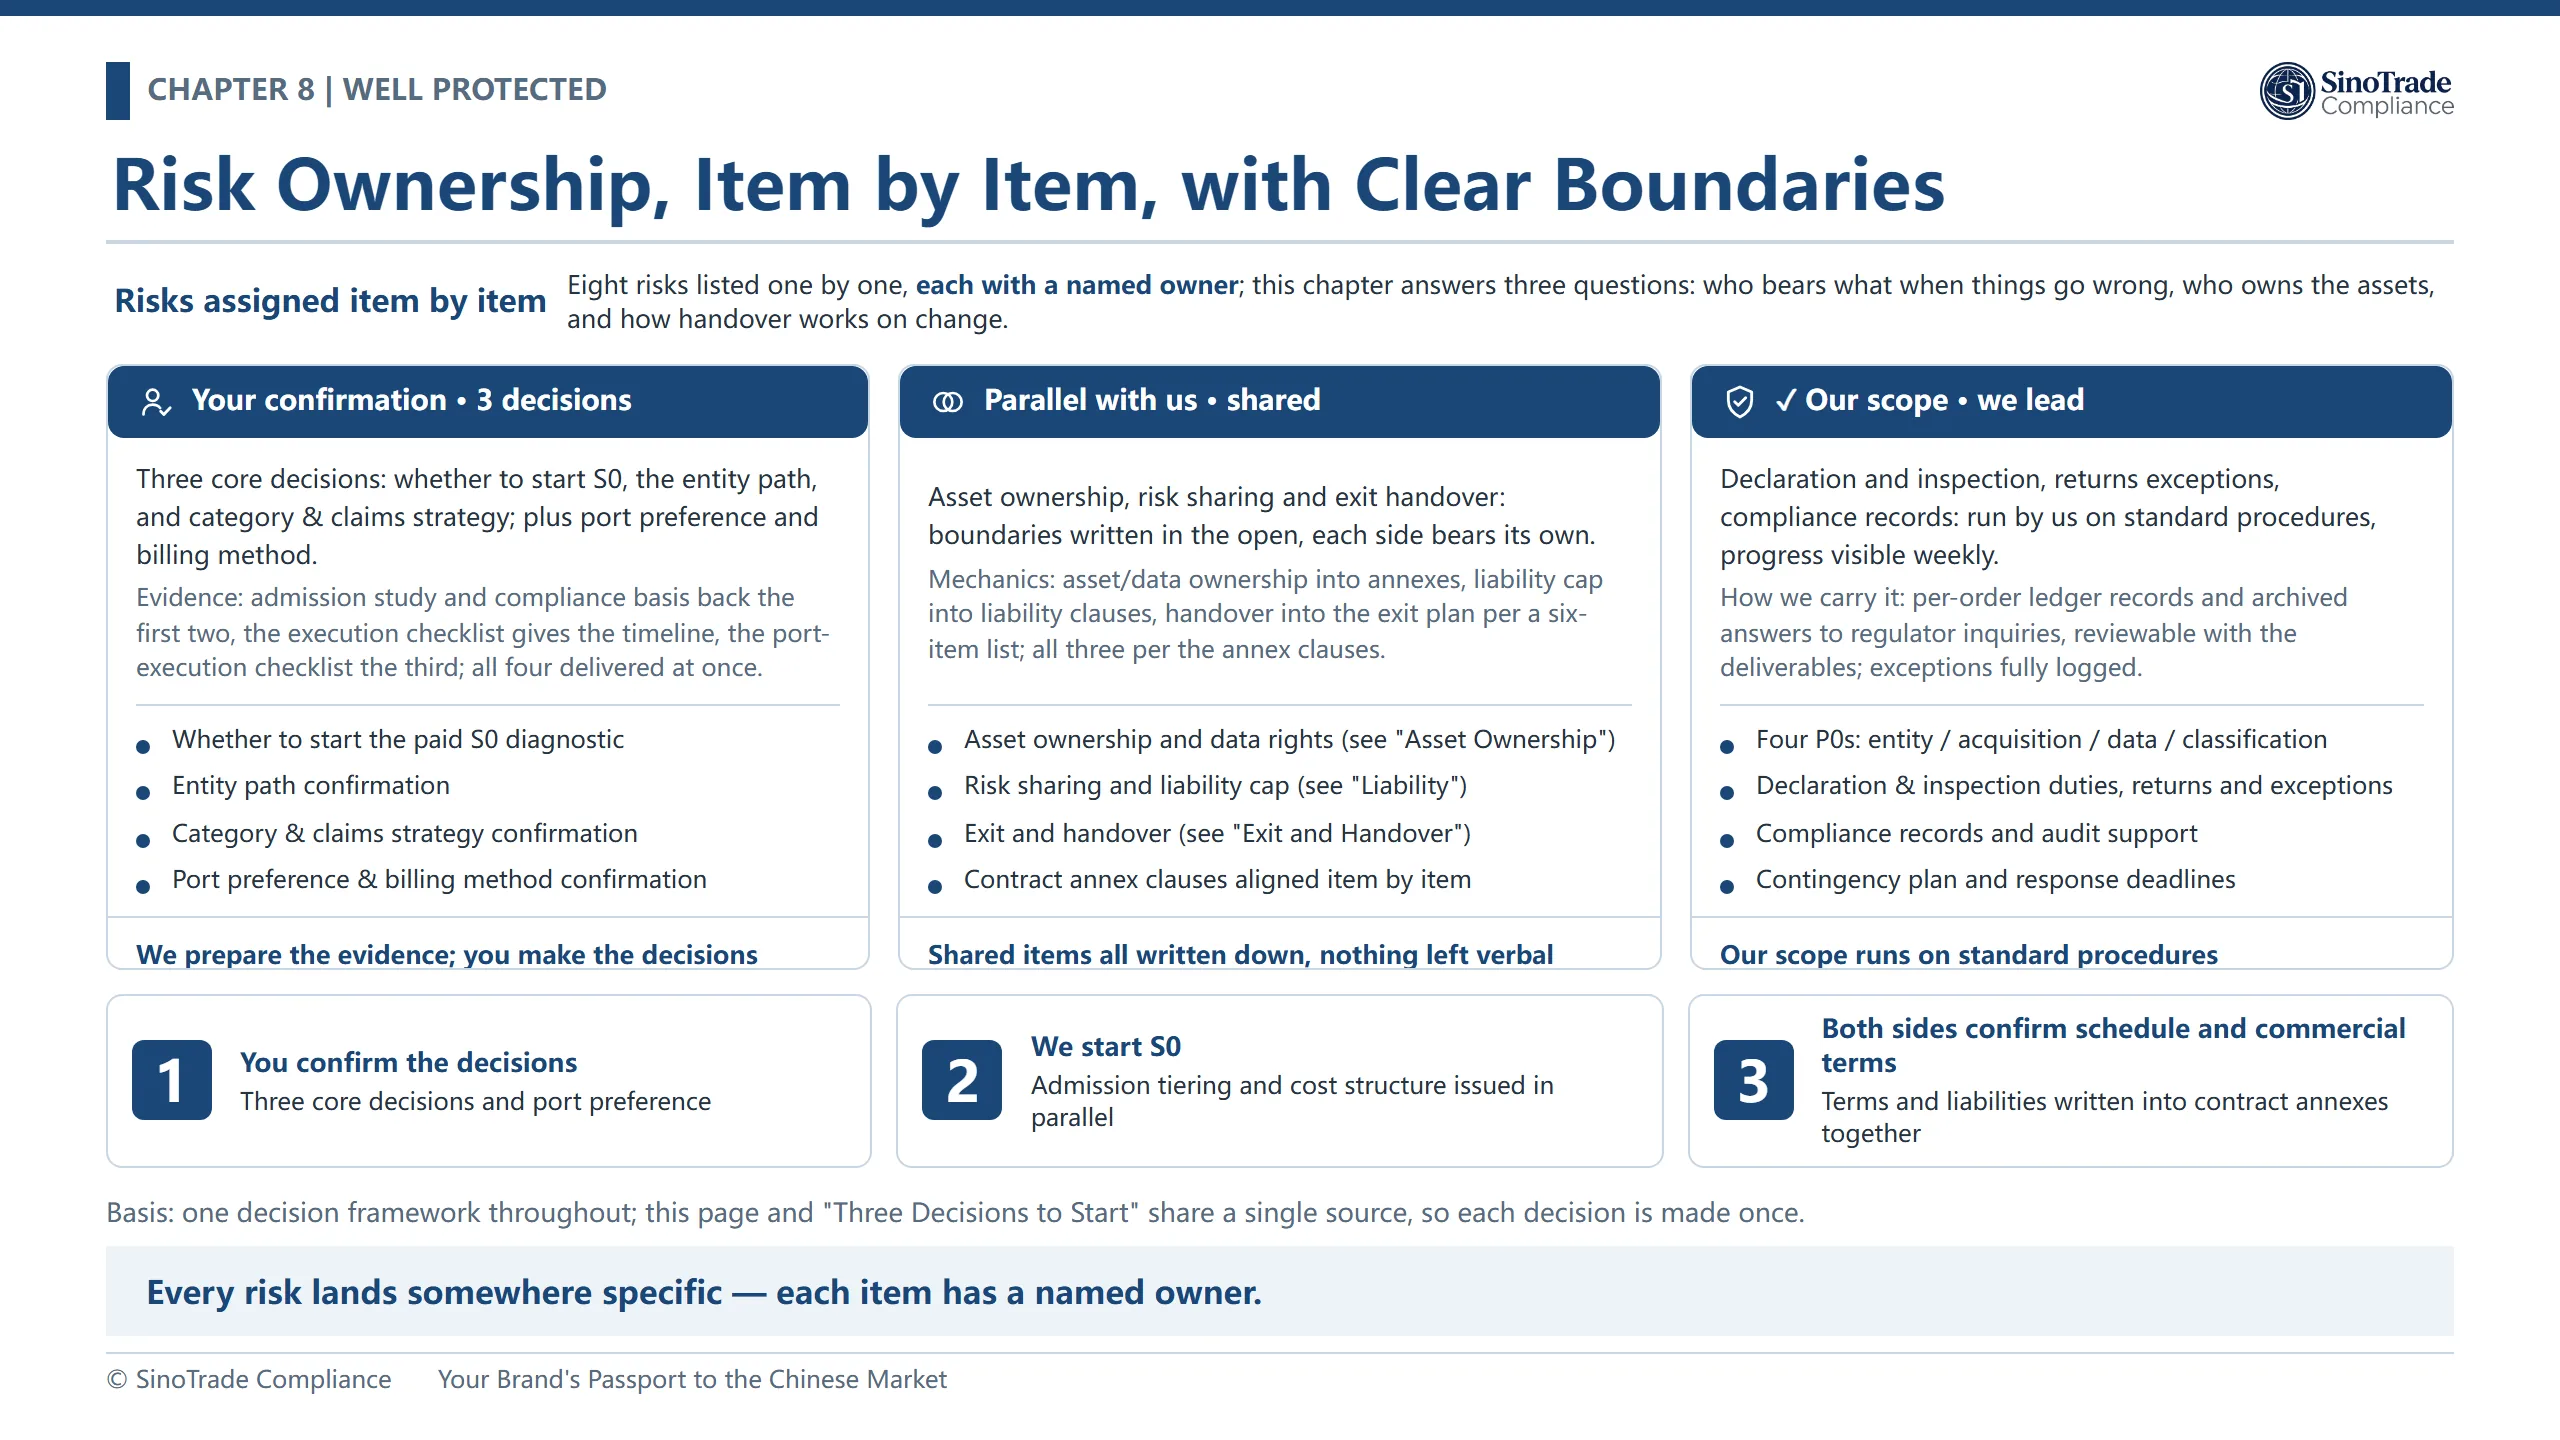 CHAPTER 8 | WELL PROTECTED
SinoTrade
Compliance
Risk Ownership, Item by Item, with Clear Boundaries
Risks assigned item by item
Eight risks listed one by one, each with a named owner; this chapter answers three questions: who bears what when things go wrong, who owns the assets,
and how handover works on change.
Your confirmation • 3 decisions
Three core decisions: whether to start S0, the entity path,
and category & claims strategy; plus port preference and
billing method.
Evidence: admission study and compliance basis back the
first two, the execution checklist gives the timeline, the port-
execution checklist the third; all four delivered at once.
• Whether to start the paid S0 diagnostic
• Entity path confirmation
• Category & claims strategy confirmation
• Port preference & billing method confirmation
We prepare the evidence; you make the decisions
Parallel with us • shared
Asset ownership, risk sharing and exit handover:
boundaries written in the open, each side bears its own.
Mechanics: asset/data ownership into annexes, liability cap
into liability clauses, handover into the exit plan per a six-
item list; all three per the annex clauses.
• Asset ownership and data rights (see "Asset Ownership")
• Risk sharing and liability cap (see "Liability")
• Exit and handover (see "Exit and Handover")
• Contract annex clauses aligned item by item
Shared items all written down, nothing left verbal
✓ Our scope • we lead
Declaration and inspection, returns exceptions,
compliance records: run by us on standard procedures,
progress visible weekly.
How we carry it: per-order ledger records and archived
answers to regulator inquiries, reviewable with the
deliverables; exceptions fully logged.
• Four P0s: entity / acquisition / data / classification
• Declaration & inspection duties, returns and exceptions
• Compliance records and audit support
• Contingency plan and response deadlines
Our scope runs on standard procedures
1
You confirm the decisions
Three core decisions and port preference
2
We start S0
Admission tiering and cost structure issued in
parallel
3
Both sides confirm schedule and commercial
terms
Terms and liabilities written into contract annexes
together
Basis: one decision framework throughout; this page and "Three Decisions to Start" share a single source, so each decision is made once.
Every risk lands somewhere specific — each item has a named owner.
© SinoTrade Compliance Your Brand's Passport to the Chinese Market